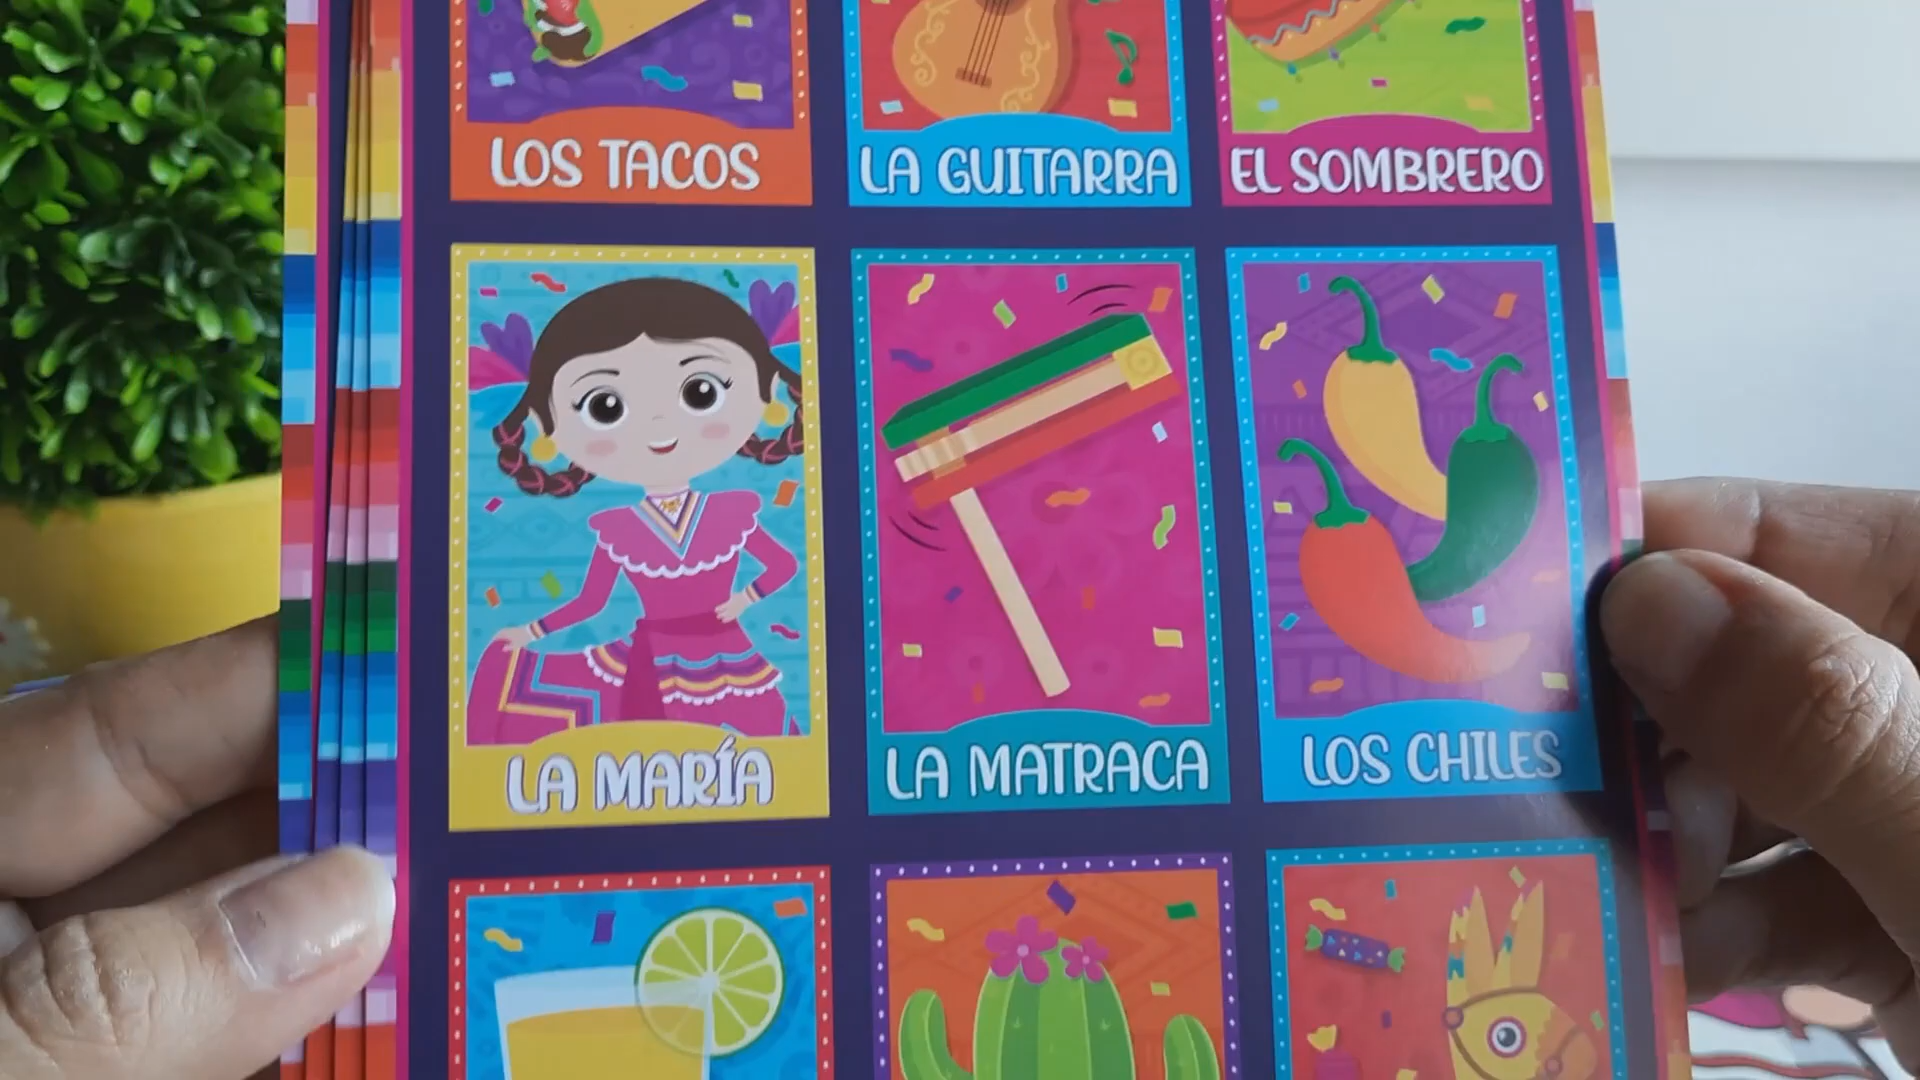 LOS TACOS
LA GUITARRA
EL SOMBRERO
LA MARÍA
LA MATRACA
LOS CHILES